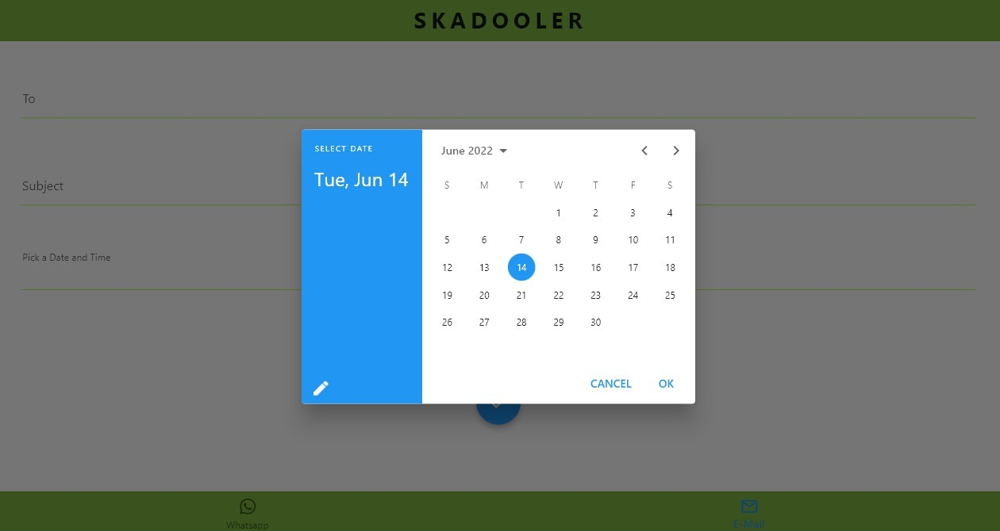 SKADOOLER
To
Subject
Pick a Date and Time
SELECT DATE
Tue, Jun 14
June 2022
S M T W T F S
1 2 3 4
5 6 7 8 9 10 11
12 13 14 15 16 17 18
19 20 21 22 23 24 25
26 27 28 29 30
CANCEL OK
Whatsapp E-Mail